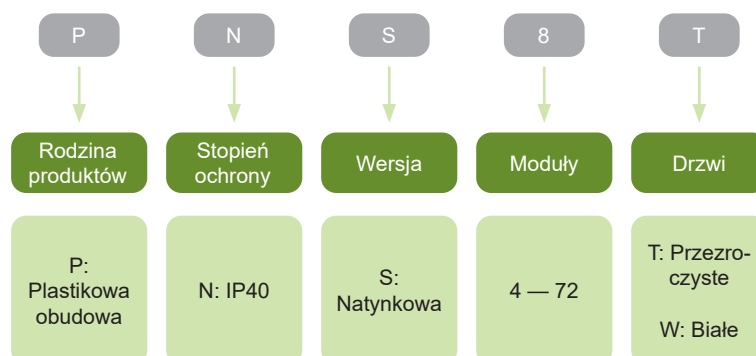 P N S 8 T
Rodzina
produktów
Stopień
ochrony
Wersja
Moduły
Drzwi
P:
Plastikowa
obudowa
N: IP40
S:
Natynkowa
4 — 72
T: Przezro-
czyste
W: Białe